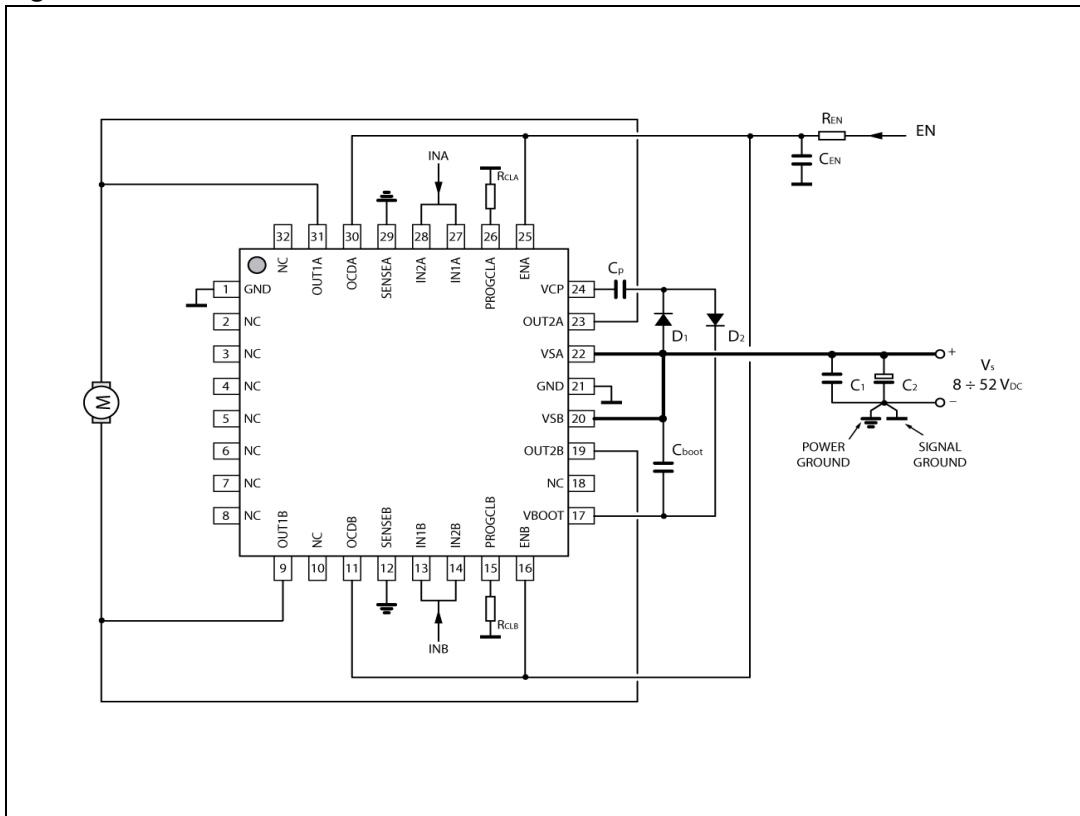 EN
REN
CEN
INA
RCLA
32
31
30
29
28
27
26
25
NC
OUT1A
OCDA
SENSEA
IN2A
IN1A
PROGCLA
ENA
1 GND
2 NC
3 NC
4 NC
5 NC
6 NC
7 NC
8 NC
VCP 24
OUT2A 23
VSA 22
GND 21
VSB 20
OUT2B 19
NC 18
VBOOT 17
Cp
D1
D2
Cboot
C1
C2
+
Vs
8 ÷ 52 VDC
−
POWER
GROUND
SIGNAL
GROUND
M
OUT1B
NC
OCDB
SENSEB
IN1B
IN2B
PROGCLB
ENB
9
10
11
12
13
14
15
16
RCLB
INB